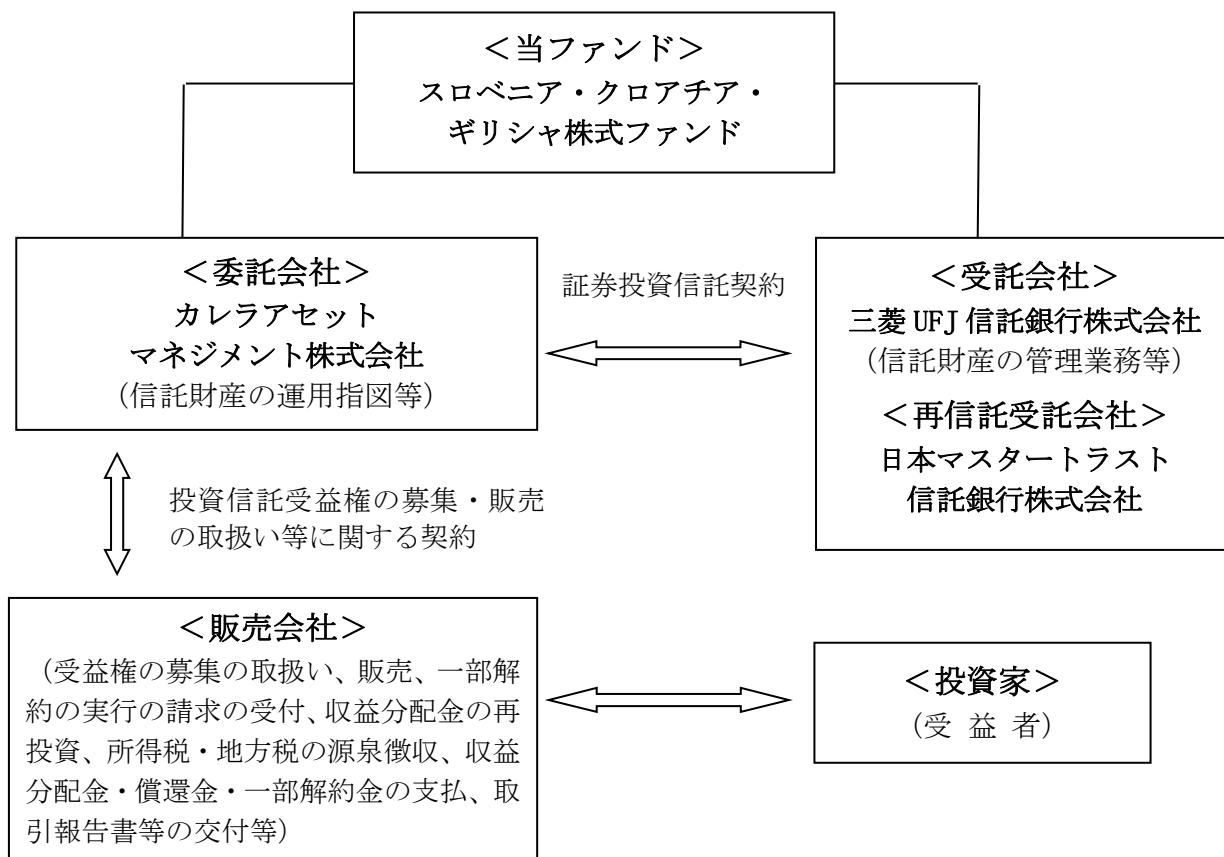 ＜当ファンド＞
スロベニア・クロアチア・
ギリシャ株式ファンド
＜委託会社＞
カレラアセット
マネジメント株式会社
（信託財産の運用指図等）
証券投資信託契約
＜受託会社＞
三菱 UFJ 信託銀行株式会社
（信託財産の管理業務等）
＜再信託受託会社＞
日本マスタートラスト
信託銀行株式会社
投資信託受益権の募集・販売
の取扱い等に関する契約
＜販売会社＞
（受益権の募集の取扱い、販売、一部解
約の実行の請求の受付、収益分配金の再
投資、所得税・地方税の源泉徴収、収益
分配金・償還金・一部解約金の支払、取
引報告書等の交付等）
＜投資家＞
（受 益 者）